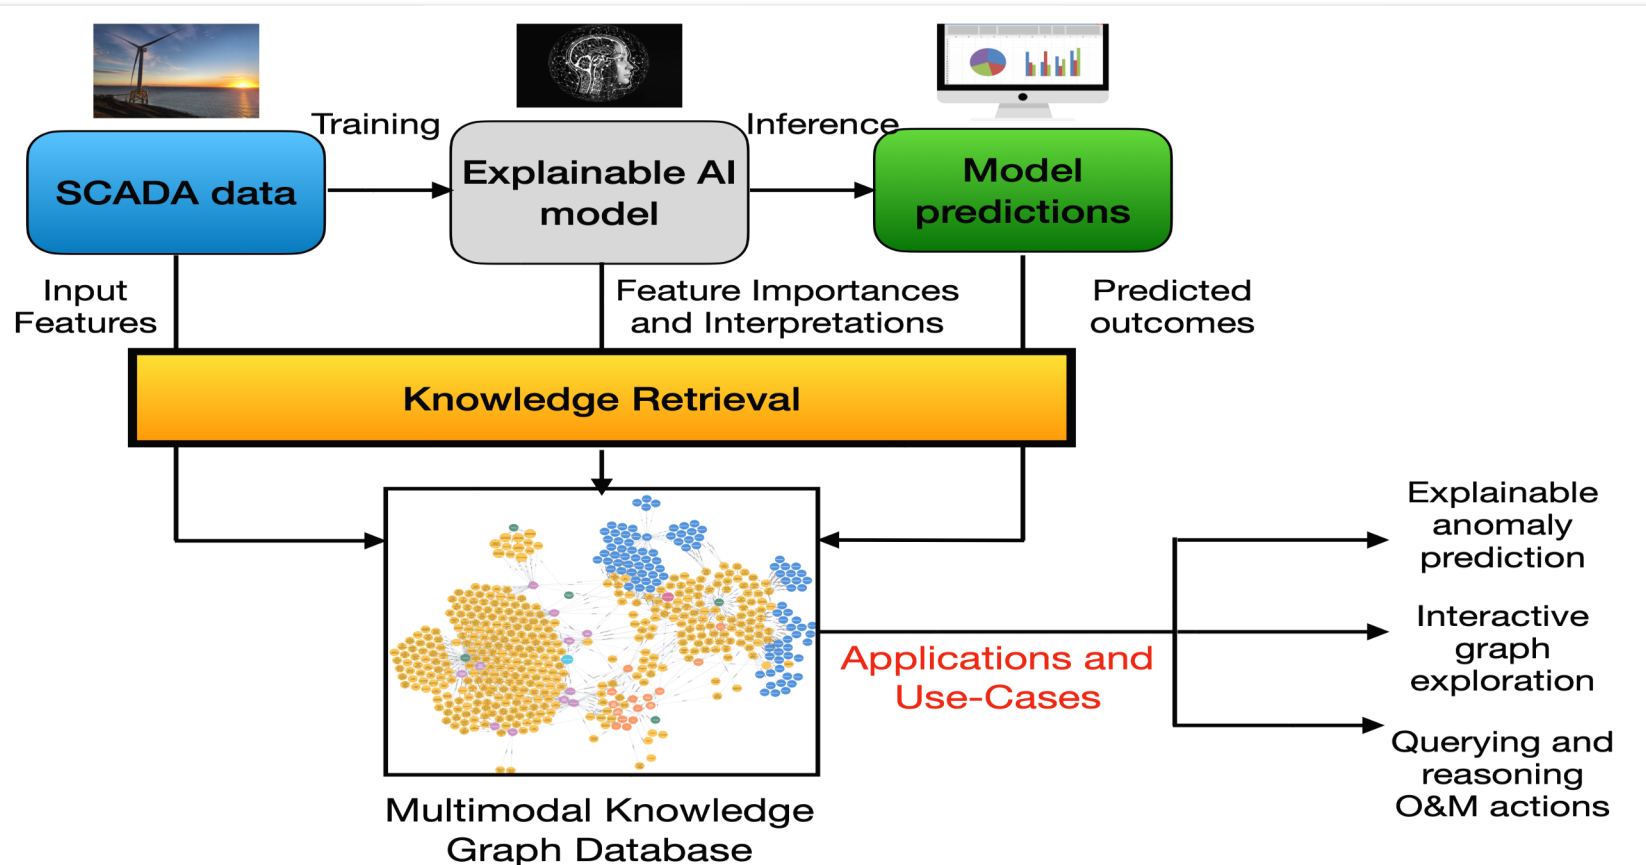 Training
Inference
SCADA data
Explainable AI
model
Model
predictions
Input
Features
Feature Importances
and Interpretations
Predicted
outcomes
Knowledge Retrieval
Applications and
Use-Cases
Explainable
anomaly
prediction
Interactive
graph
exploration
Querying and
reasoning
O&M actions
Multimodal Knowledge
Graph Database